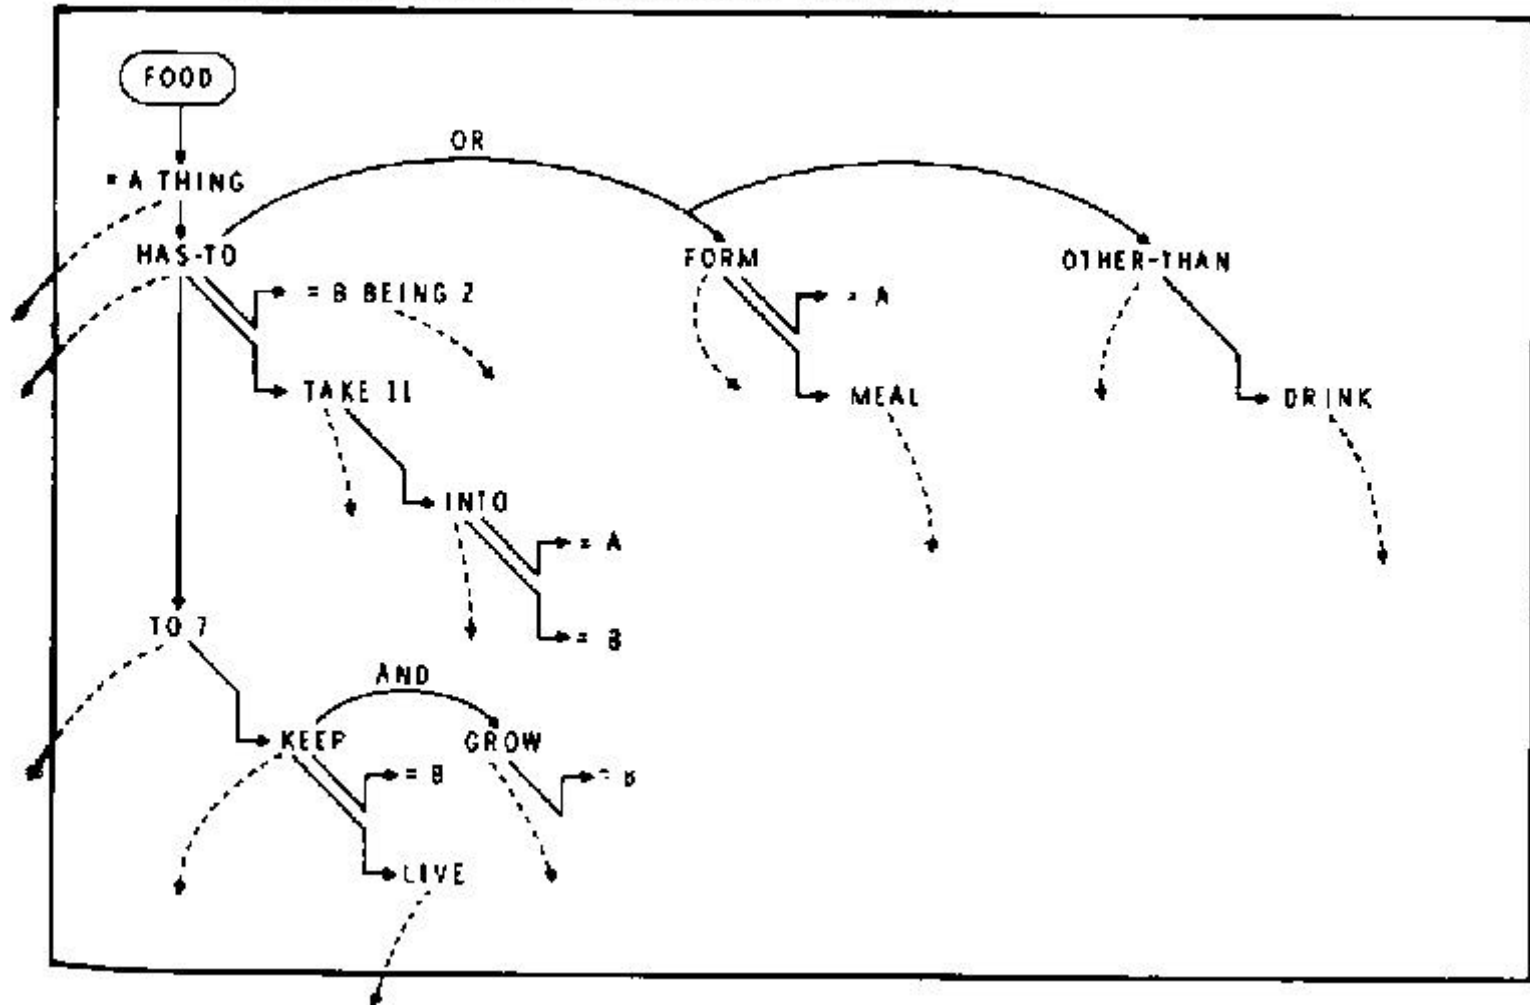 FOOD
OR
= A THING
HAS-TO
FORM
OTHER-THAN
= B BEING 2
= A
TAKE 11
MEAL
DRINK
INTO
= A
= B
TO 7
AND
KEEP
GROW
= B
= B
LIVE